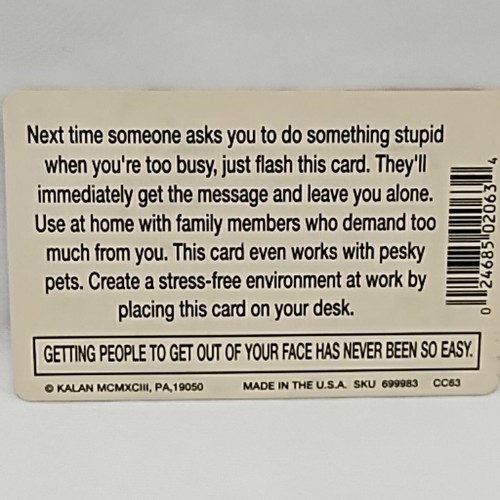 Next time someone asks you to do something stupid
when you're too busy, just flash this card. They'll
immediately get the message and leave you alone.
Use at home with family members who demand too
much from you. This card even works with pesky
pets. Create a stress-free environment at work by
placing this card on your desk.
GETTING PEOPLE TO GET OUT OF YOUR FACE HAS NEVER BEEN SO EASY.
© KALAN MCMXCIII, PA,19050 MADE IN THE U.S.A. SKU 699983 CC63
0 24685 02063 4